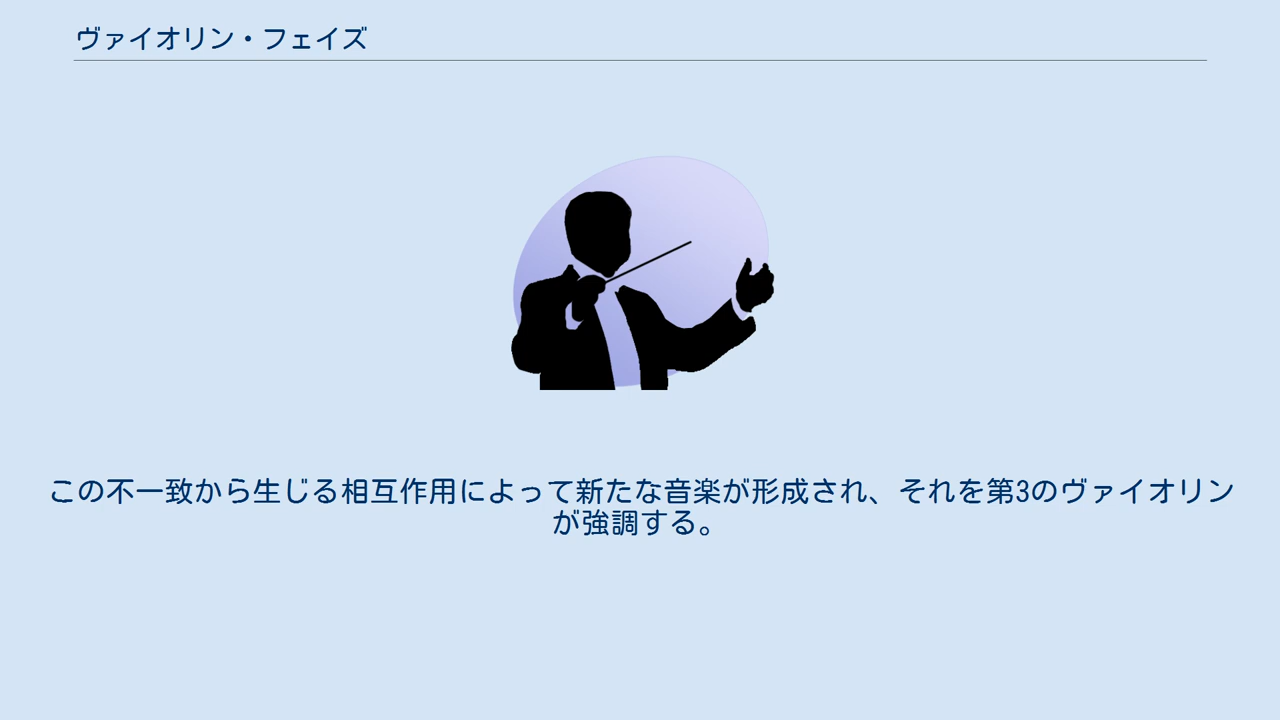 ヴァイオリン・フェイズ
この不一致から生じる相互作用によって新たな音楽が形成され、それを第3のヴァイオリン
が強調する。